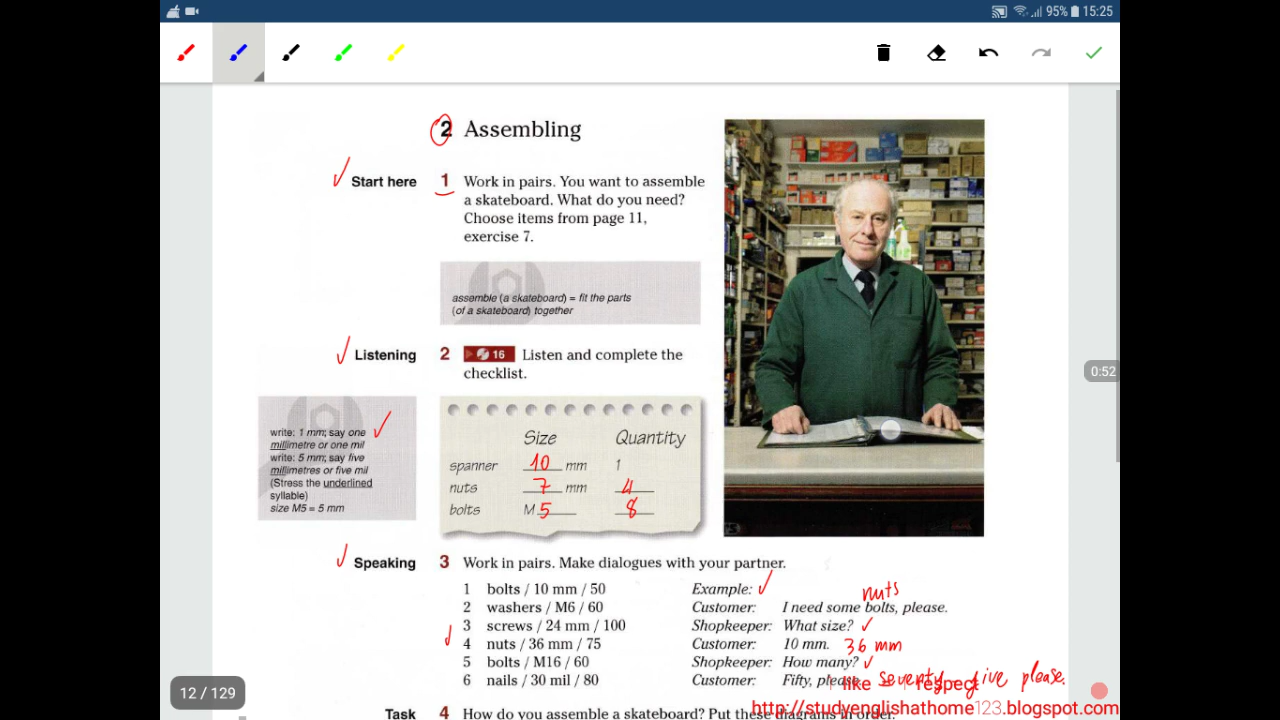 95% 15:25
2 Assembling
Start here 1 Work in pairs. You want to assemble
a skateboard. What do you need?
Choose items from page 11,
exercise 7.
assemble (a skateboard) = fit the parts
(of a skateboard) together
Listening 2 16 Listen and complete the
checklist.
write: 1 mm; say one
millimetre or one mil
write: 5 mm; say five
millimetres or five mil
(Stress the underlined
syllable)
size M5 = 5 mm
Size Quantity
spanner 10 mm 1
nuts 7 mm 4
bolts M 5 8
0:52
Speaking 3 Work in pairs. Make dialogues with your partner.
1 bolts / 10 mm / 50
2 washers / M6 / 60
3 screws / 24 mm / 100
4 nuts / 36 mm / 75
5 bolts / M16 / 60
6 nails / 30 mil / 80
Example:
nuts
Customer: I need some bolts, please.
Shopkeeper: What size?
Customer: 10 mm. 36 mm
Shopkeeper: How many?
Customer: Fifty, please. seventy-five please.
like = respect
12 / 129
http://studyenglishathome123.blogspot.com
Task 4 How do you assemble a skateboard? Put these diagrams in order.